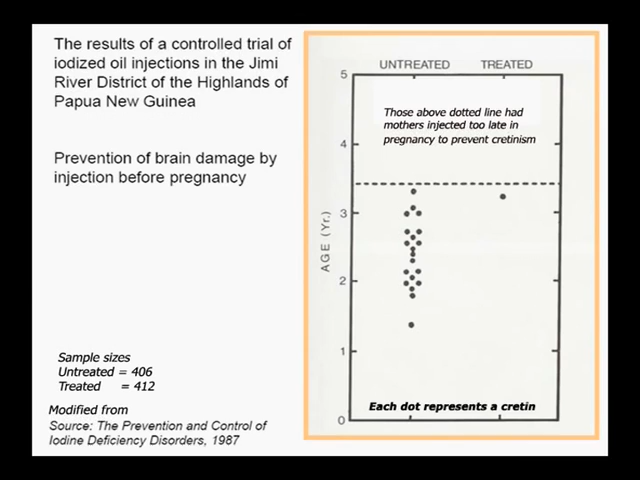 The results of a controlled trial of
iodized oil injections in the Jimi
River District of the Highlands of
Papua New Guinea
Prevention of brain damage by
injection before pregnancy
Sample sizes
Untreated = 406
Treated = 412
Modified from
Source: The Prevention and Control of
Iodine Deficiency Disorders, 1987
UNTREATED TREATED
Those above dotted line had
mothers injected too late in
pregnancy to prevent cretinism
AGE (Yr.)
5
4
3
2
1
0
Each dot represents a cretin